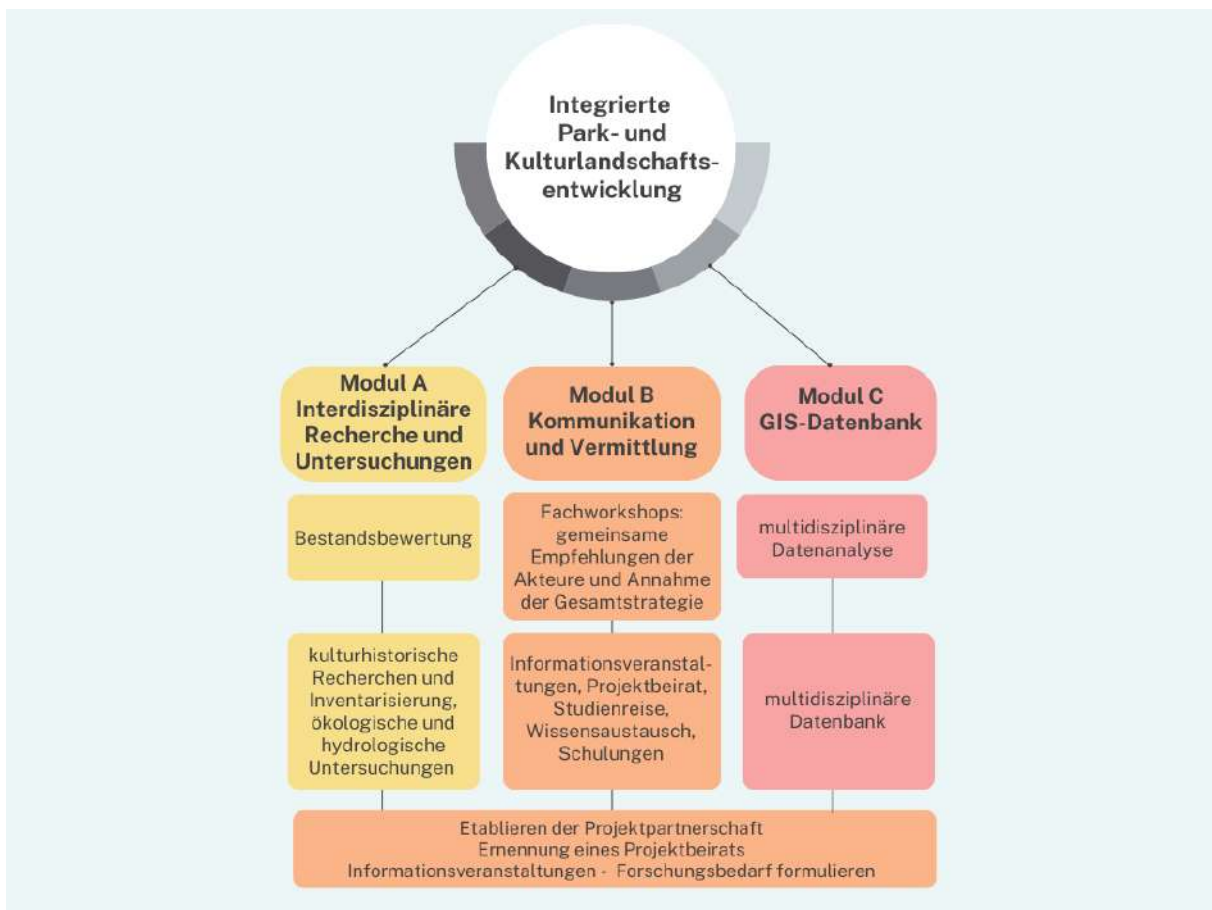 Integrierte
Park- und
Kulturlandschafts-
entwicklung
Modul A
Interdisziplinäre
Recherche und
Untersuchungen
Bestandsbewertung
kulturhistorische
Recherchen und
Inventarisierung,
ökologische und
hydrologische
Untersuchungen
Modul B
Kommunikation
und Vermittlung
Fachworkshops:
gemeinsame
Empfehlungen der
Akteure und Annahme
der Gesamtstrategie
Informationsveranstal-
tungen, Projektbeirat,
Studienreise,
Wissensaustausch,
Schulungen
Modul C
GIS-Datenbank
multidisziplinäre
Datenanalyse
multidisziplinäre
Datenbank
Etablieren der Projektpartnerschaft
Ernennung eines Projektbeirats
Informationsveranstaltungen - Forschungsbedarf formulieren